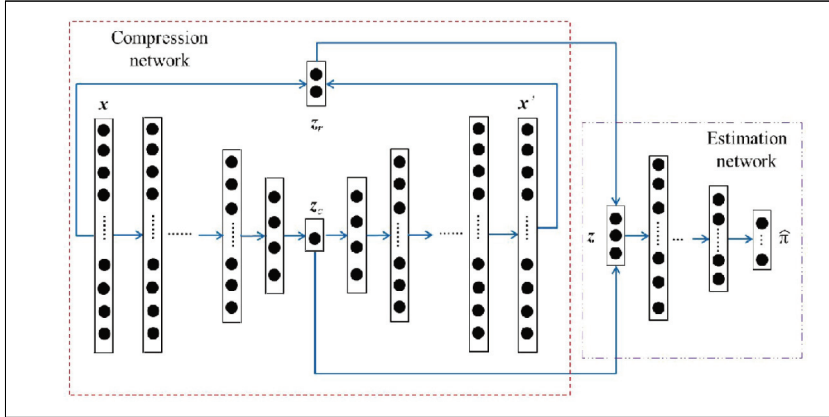 Compression
network
x
x'
z_r
z_c
Estimation
network
z
π̂